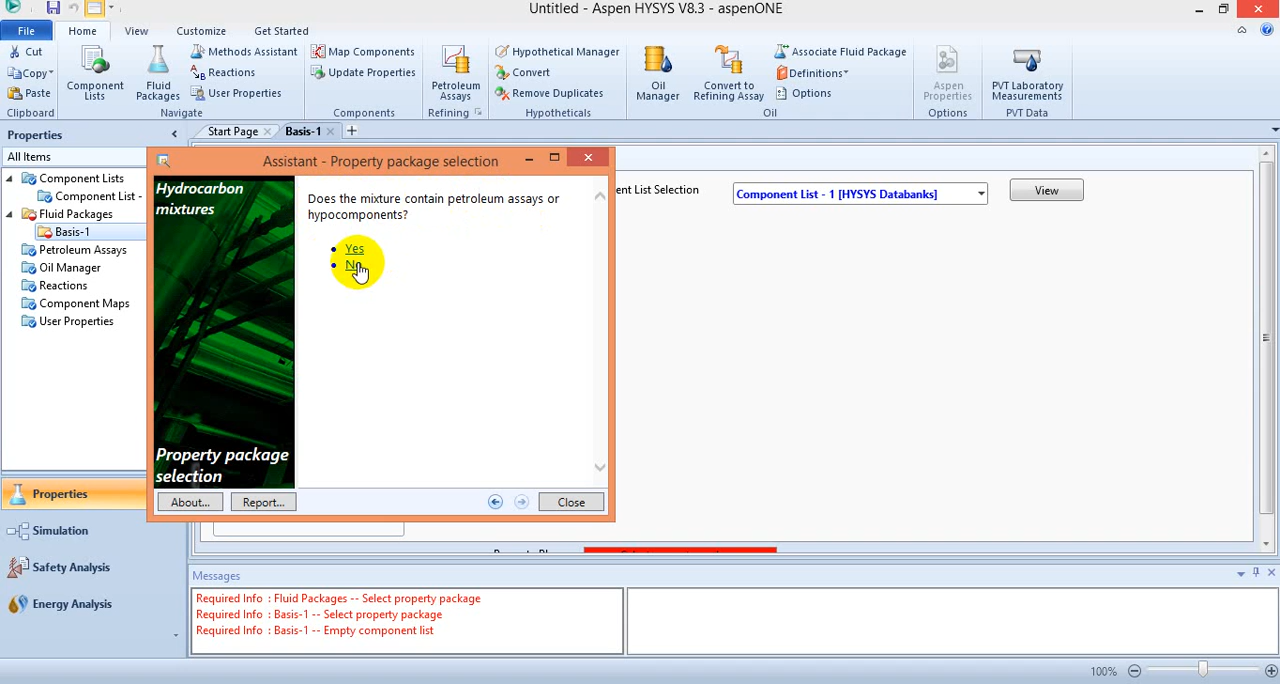 Untitled - Aspen HYSYS V8.3 - aspenONE
File Home View Customize Get Started
Cut
Copy
Paste
Clipboard
Component Lists
Fluid Packages
Methods Assistant
Reactions
User Properties
Navigate
Map Components
Update Properties
Components
Petroleum Assays
Refining
Hypothetical Manager
Convert
Remove Duplicates
Hypotheticals
Oil Manager
Convert to Refining Assay
Associate Fluid Package
Definitions
Options
Oil
Aspen Properties
Options
PVT Laboratory Measurements
PVT Data
Properties
Start Page
Basis-1
All Items
Component Lists
Component List -
Fluid Packages
Basis-1
Petroleum Assays
Oil Manager
Reactions
Component Maps
User Properties
Properties
Simulation
Safety Analysis
Energy Analysis
Assistant - Property package selection
Hydrocarbon
mixtures
Does the mixture contain petroleum assays or
hypocomponents?
Yes
No
Property package
selection
About... Report... Close
ent List Selection
Component List - 1 [HYSYS Databanks]
View
Messages
Required Info : Fluid Packages -- Select property package
Required Info : Basis-1 -- Select property package
Required Info : Basis-1 -- Empty component list
100%